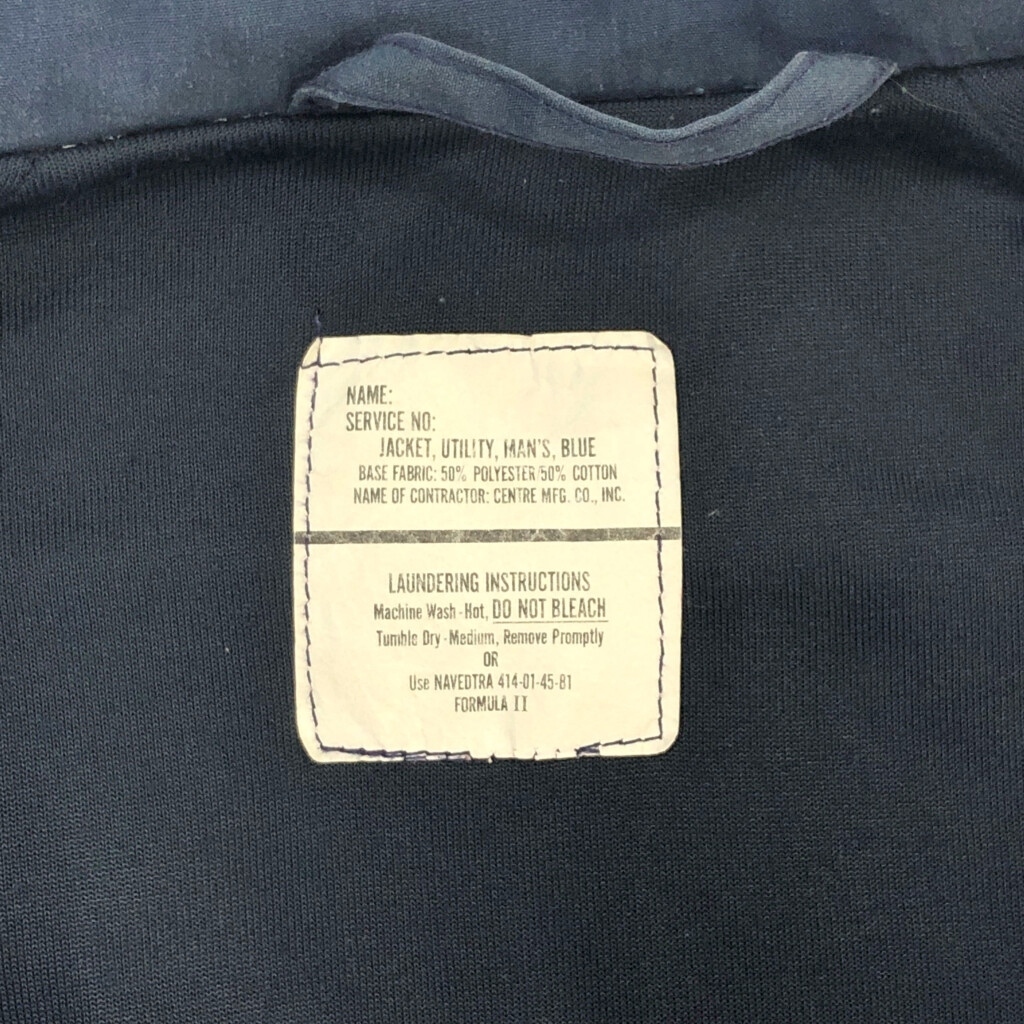 NAME:
SERVICE NO:
JACKET, UTILITY, MAN'S, BLUE
BASE FABRIC: 50% POLYESTER/50% COTTON
NAME OF CONTRACTOR: CENTRE MFG. CO., INC.
LAUNDERING INSTRUCTIONS
Machine Wash-Hot, DO NOT BLEACH
Tumble Dry-Medium, Remove Promptly
OR
Use NAVEDTRA 414-01-45-81
FORMULA II